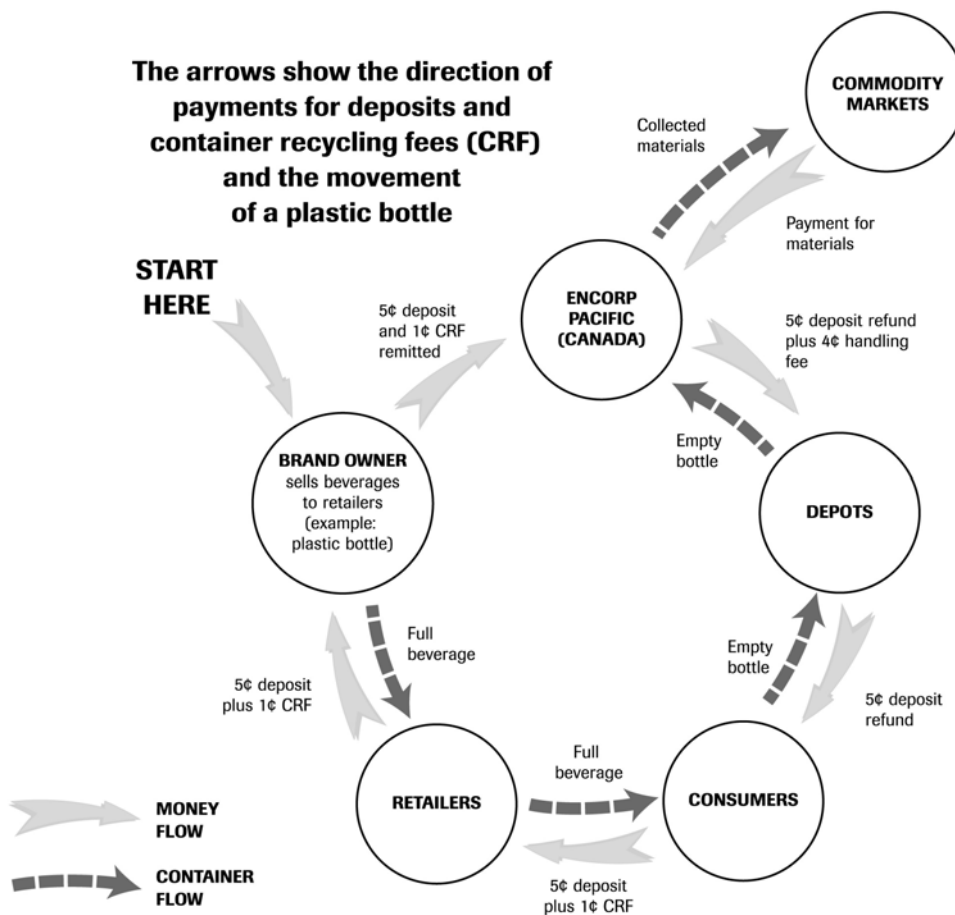 The arrows show the direction of
payments for deposits and
container recycling fees (CRF)
and the movement
of a plastic bottle
COMMODITY
MARKETS
Collected
materials
Payment for
materials
START
HERE
5¢ deposit
and 1¢ CRF
remitted
ENCORP
PACIFIC
(CANADA)
5¢ deposit refund
plus 4¢ handling
fee
Empty
bottle
BRAND OWNER
sells beverages
to retailers
(example:
plastic bottle)
DEPOTS
Full
beverage
5¢ deposit
plus 1¢ CRF
Empty
bottle
5¢ deposit
refund
RETAILERS
Full
beverage
CONSUMERS
5¢ deposit
plus 1¢ CRF
MONEY
FLOW
CONTAINER
FLOW